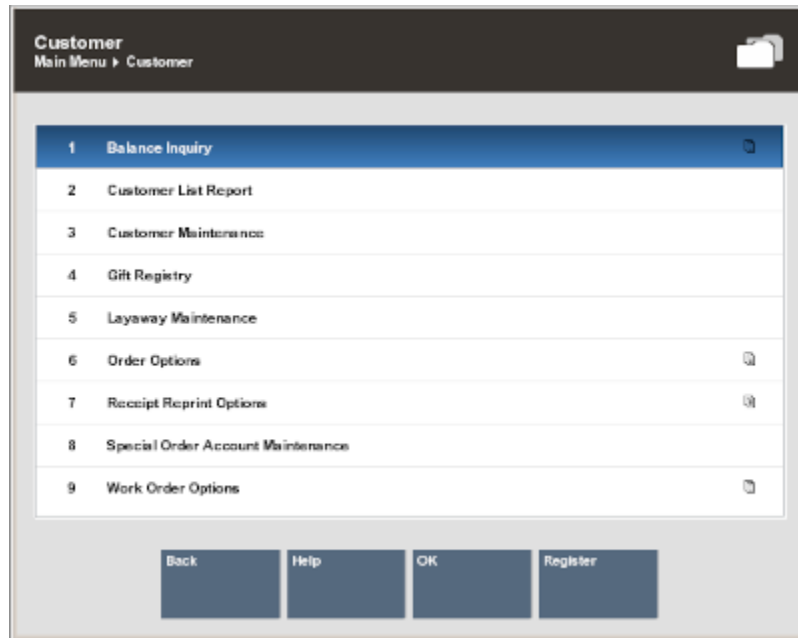 Customer
Main Menu ▸ Customer
1 Balance Inquiry
2 Customer List Report
3 Customer Maintenance
4 Gift Registry
5 Layaway Maintenance
6 Order Options
7 Receipt Reprint Options
8 Special Order Account Maintenance
9 Work Order Options
Back Help OK Register